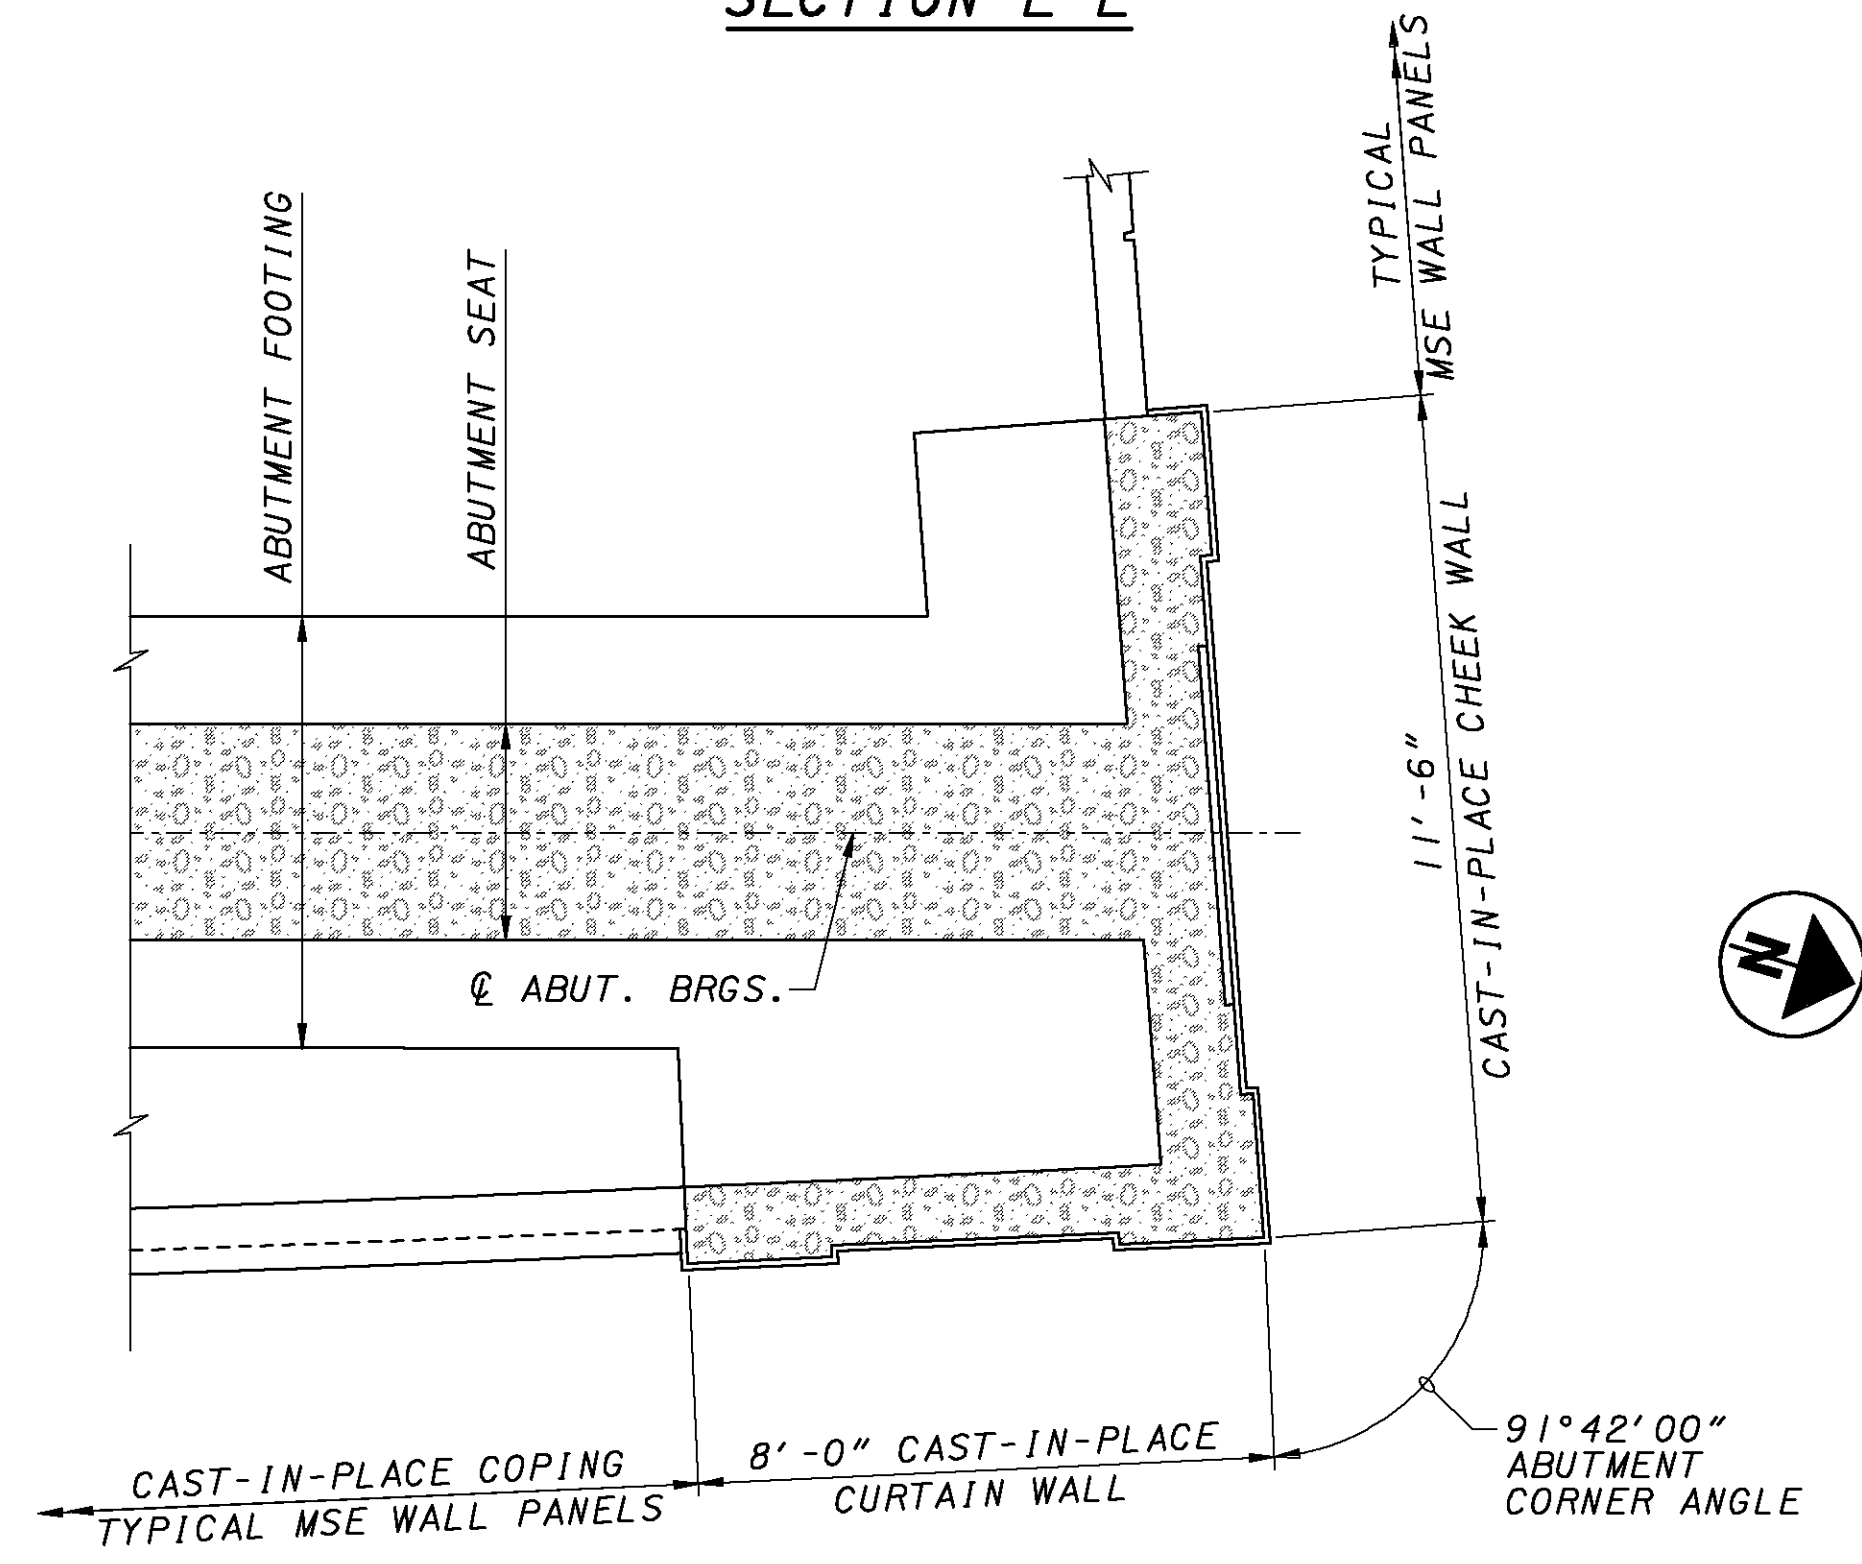 SECTION E-E
TYPICAL
MSE WALL PANELS
ABUTMENT FOOTING
ABUTMENT SEAT
11'-6"
CAST-IN-PLACE CHEEK WALL
℄ ABUT. BRGS.
N
91°42'00"
ABUTMENT
CORNER ANGLE
8'-0" CAST-IN-PLACE
CURTAIN WALL
CAST-IN-PLACE COPING
TYPICAL MSE WALL PANELS